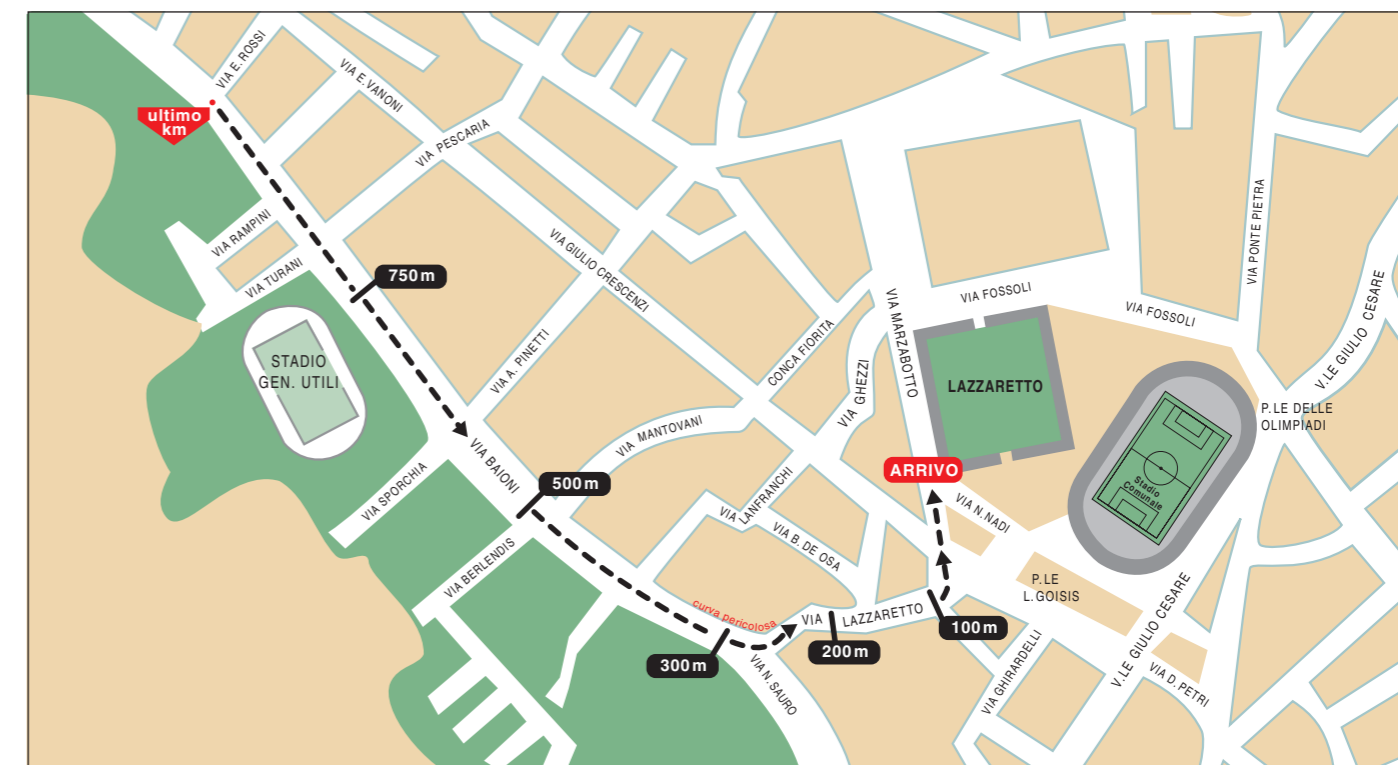 VIA E. ROSSI
VIA E. VANONI
ultimo
km
VIA PESCARIA
VIA RAMPINI
VIA TURANI
750 m
VIA GIULIO CRESCENZI
VIA PONTE PIETRA
V.LE GIULIO CESARE
VIA FOSSOLI
VIA FOSSOLI
VIA MARZABOTTO
STADIO
GEN. UTILI
VIA A. PINETTI
CONCA FIORITA
VIA GHEZZI
LAZZARETTO
P.LE DELLE
OLIMPIADI
VIA MANTOVANI
VIA BAIONI
ARRIVO
500 m
VIA SPORCHIA
Stadio
Comunale
VIA LANFRANCHI
VIA N. NADI
VIA B. DE OSA
VIA BERLENDIS
P.LE
L. GOISIS
curva pericolosa
VIA LAZZARETTO
100 m
200 m
300 m
VIA N. SAURO
VIA GHIRARDELLI
V.LE GIULIO CESARE
VIA D. PETRI